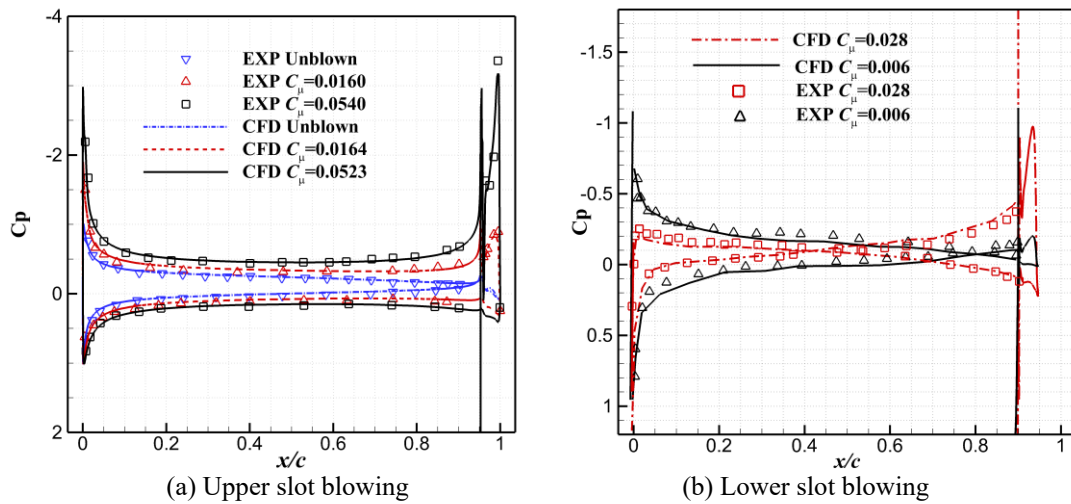 -4
-2
0
2
Cp
EXP Unblown
EXP Cμ=0.0160
EXP Cμ=0.0540
CFD Unblown
CFD Cμ=0.0164
CFD Cμ=0.0523
0 0.2 0.4 0.6 0.8 1
x/c
(a) Upper slot blowing
-1.5
-1
-0.5
0
0.5
1
Cp
CFD Cμ=0.028
CFD Cμ=0.006
EXP Cμ=0.028
EXP Cμ=0.006
0 0.2 0.4 0.6 0.8 1
x/c
(b) Lower slot blowing